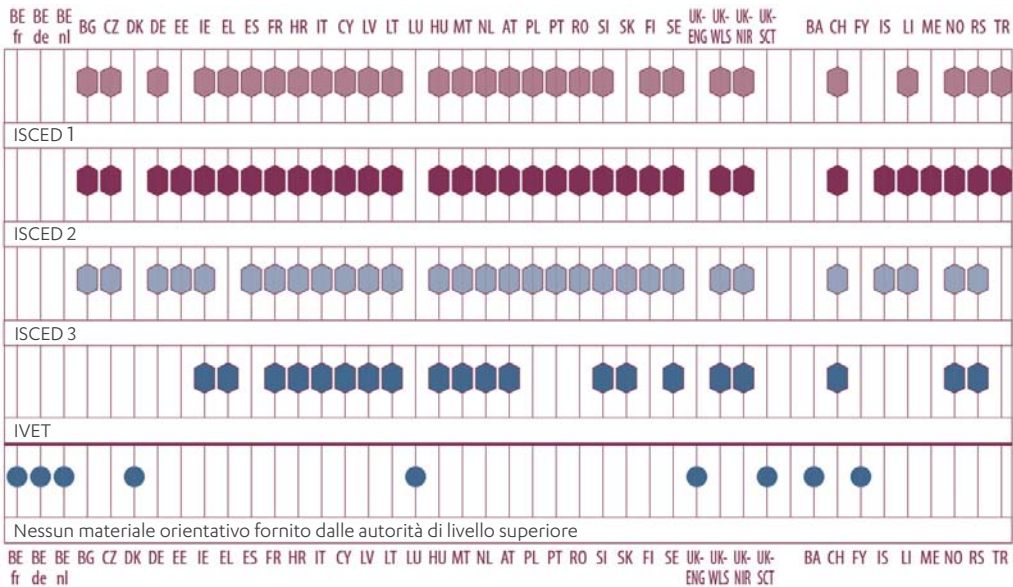 BE BE BE BG CZ DK DE EE IE EL ES FR HR IT CY LV LT LU HU MT NL AT PL PT RO SI SK FI SE UK- UK- UK- UK- BA CH FY IS LI ME NO RS TR
fr de nl ENG WLS NIR SCT
ISCED 1
ISCED 2
ISCED 3
IVET
Nessun materiale orientativo fornito dalle autorità di livello superiore
BE BE BE BG CZ DK DE EE IE EL ES FR HR IT CY LV LT LU HU MT NL AT PL PT RO SI SK FI SE UK- UK- UK- UK- BA CH FY IS LI ME NO RS TR
fr de nl ENG WLS NIR SCT